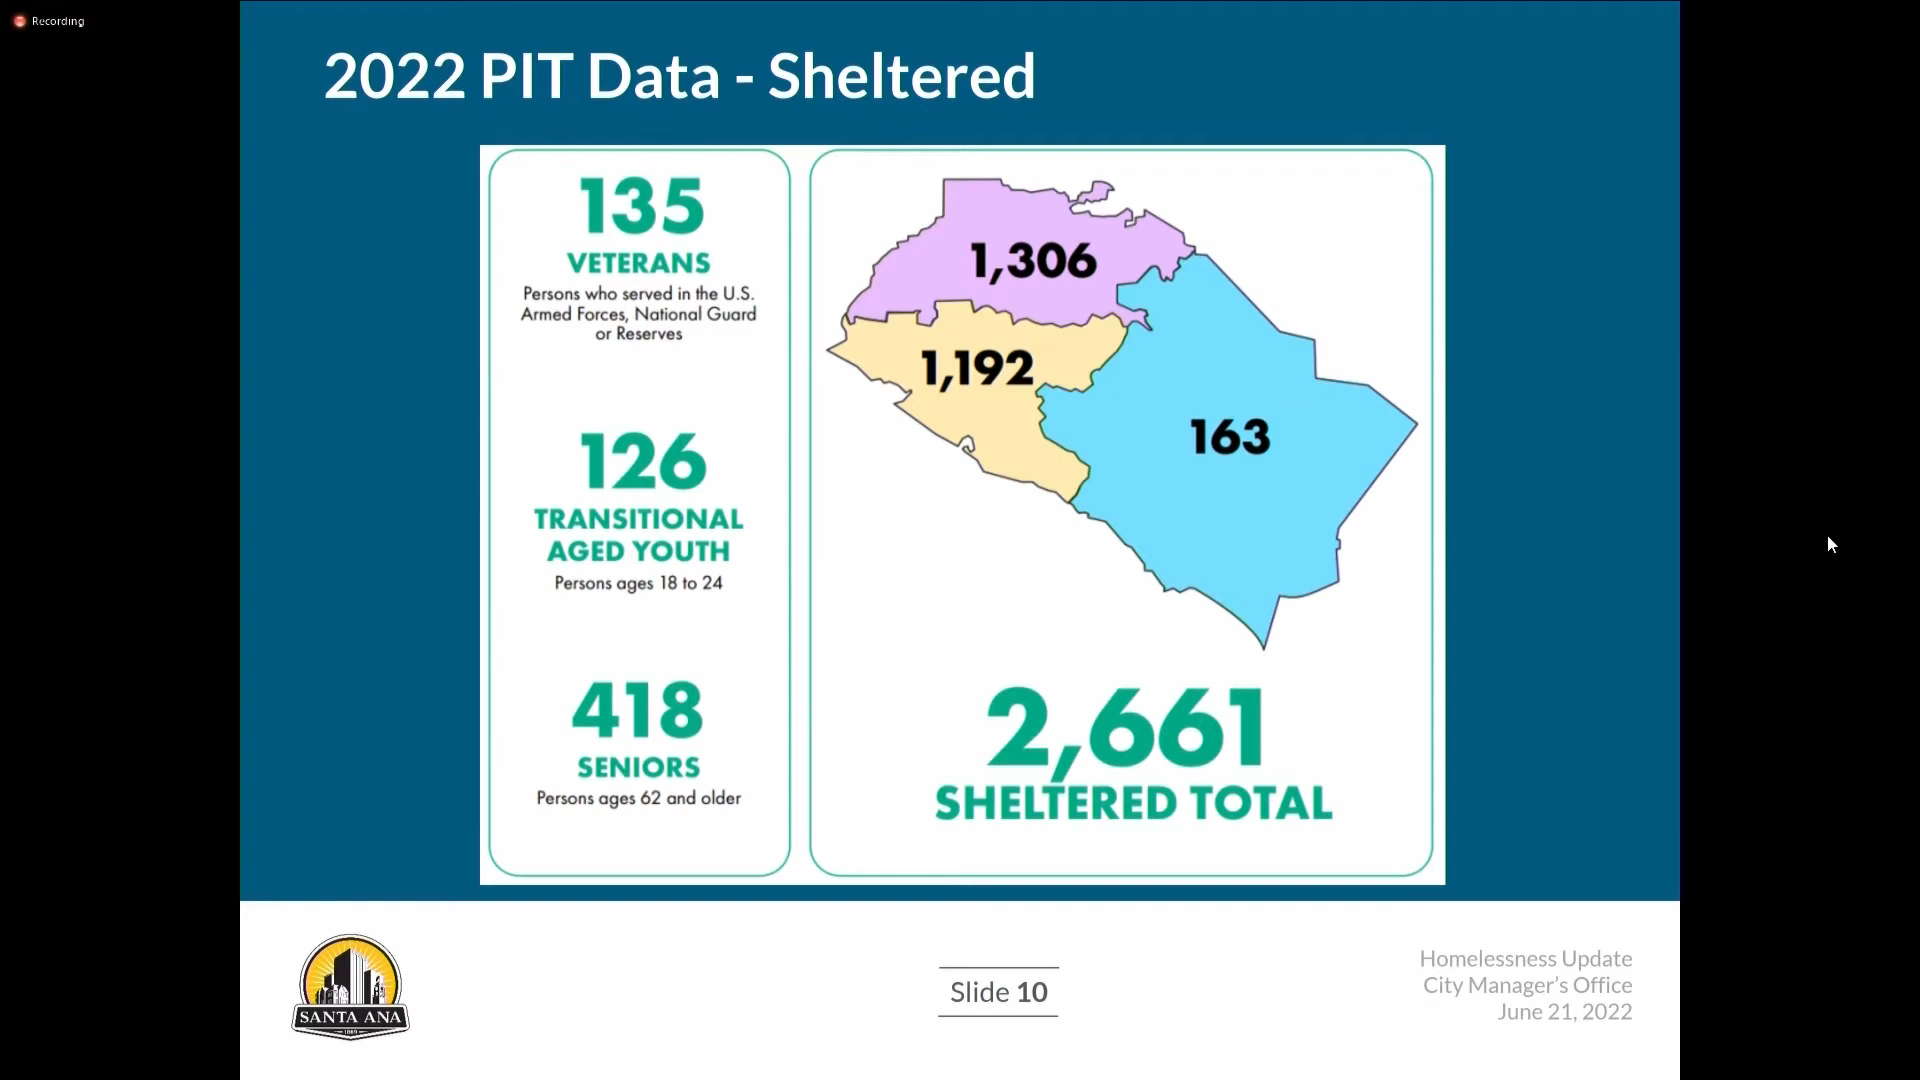 Recording
2022 PIT Data - Sheltered
135
VETERANS
Persons who served in the U.S.
Armed Forces, National Guard
or Reserves
126
TRANSITIONAL
AGED YOUTH
Persons ages 18 to 24
418
SENIORS
Persons ages 62 and older
1,306
1,192
163
2,661
SHELTERED TOTAL
SANTA ANA
1869
Slide 10
Homelessness Update
City Manager's Office
June 21, 2022